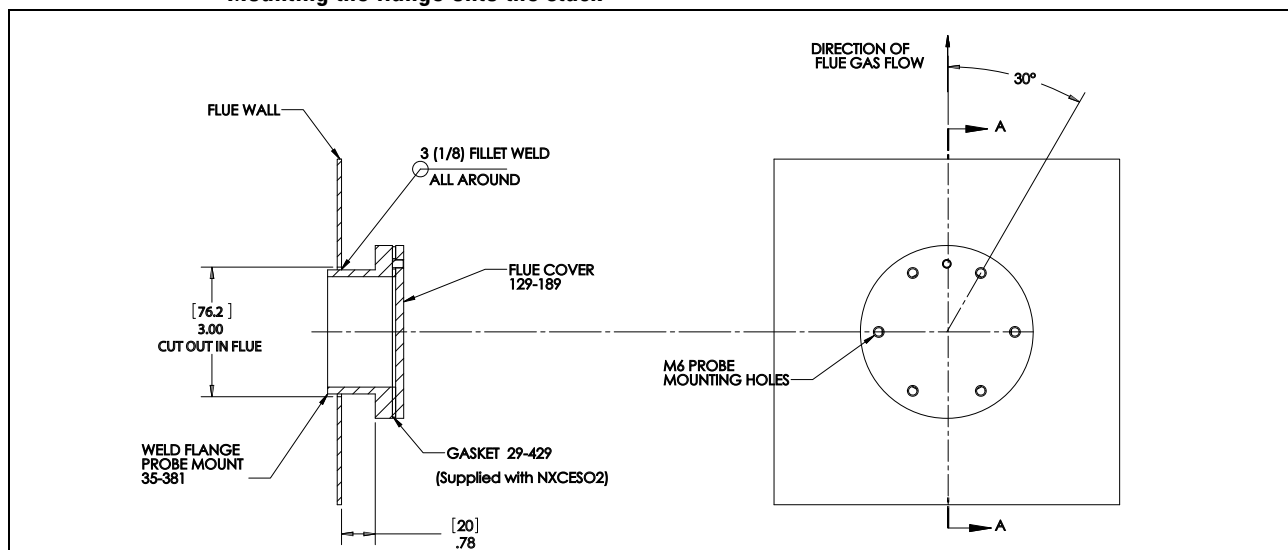 Mounting the flange onto the stack
DIRECTION OF
FLUE GAS FLOW
30°
A
FLUE WALL
3 (1/8) FILLET WELD
ALL AROUND
FLUE COVER
129-189
[76.2]
3.00
CUT OUT IN FLUE
M6 PROBE
MOUNTING HOLES
WELD FLANGE
PROBE MOUNT
35-381
GASKET 29-429
(Supplied with NXCESO2)
[20]
.78
A